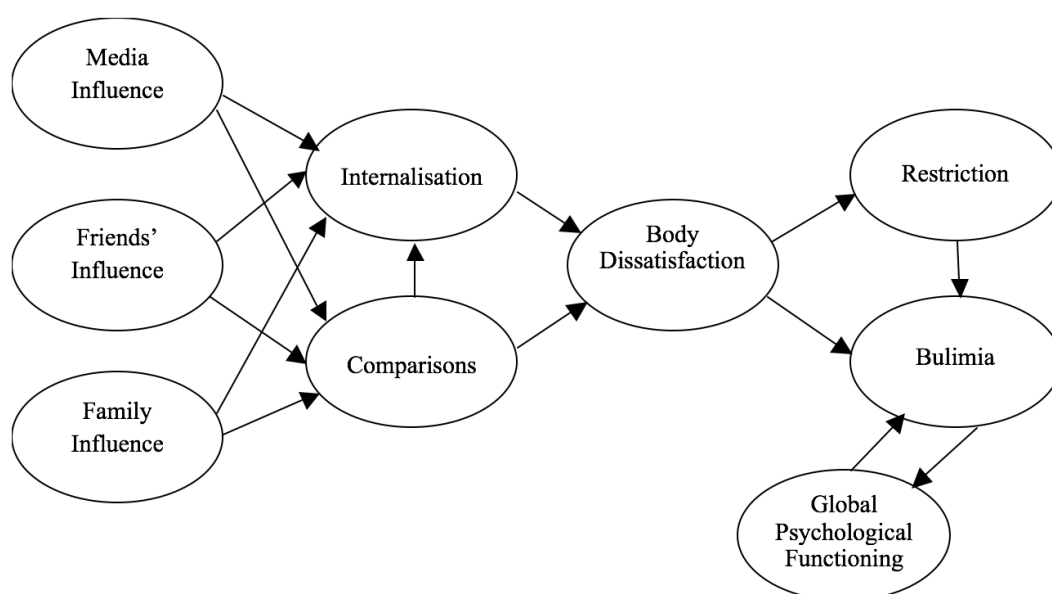 Media
Influence
Friends’
Influence
Family
Influence
Internalisation
Comparisons
Body
Dissatisfaction
Restriction
Bulimia
Global
Psychological
Functioning